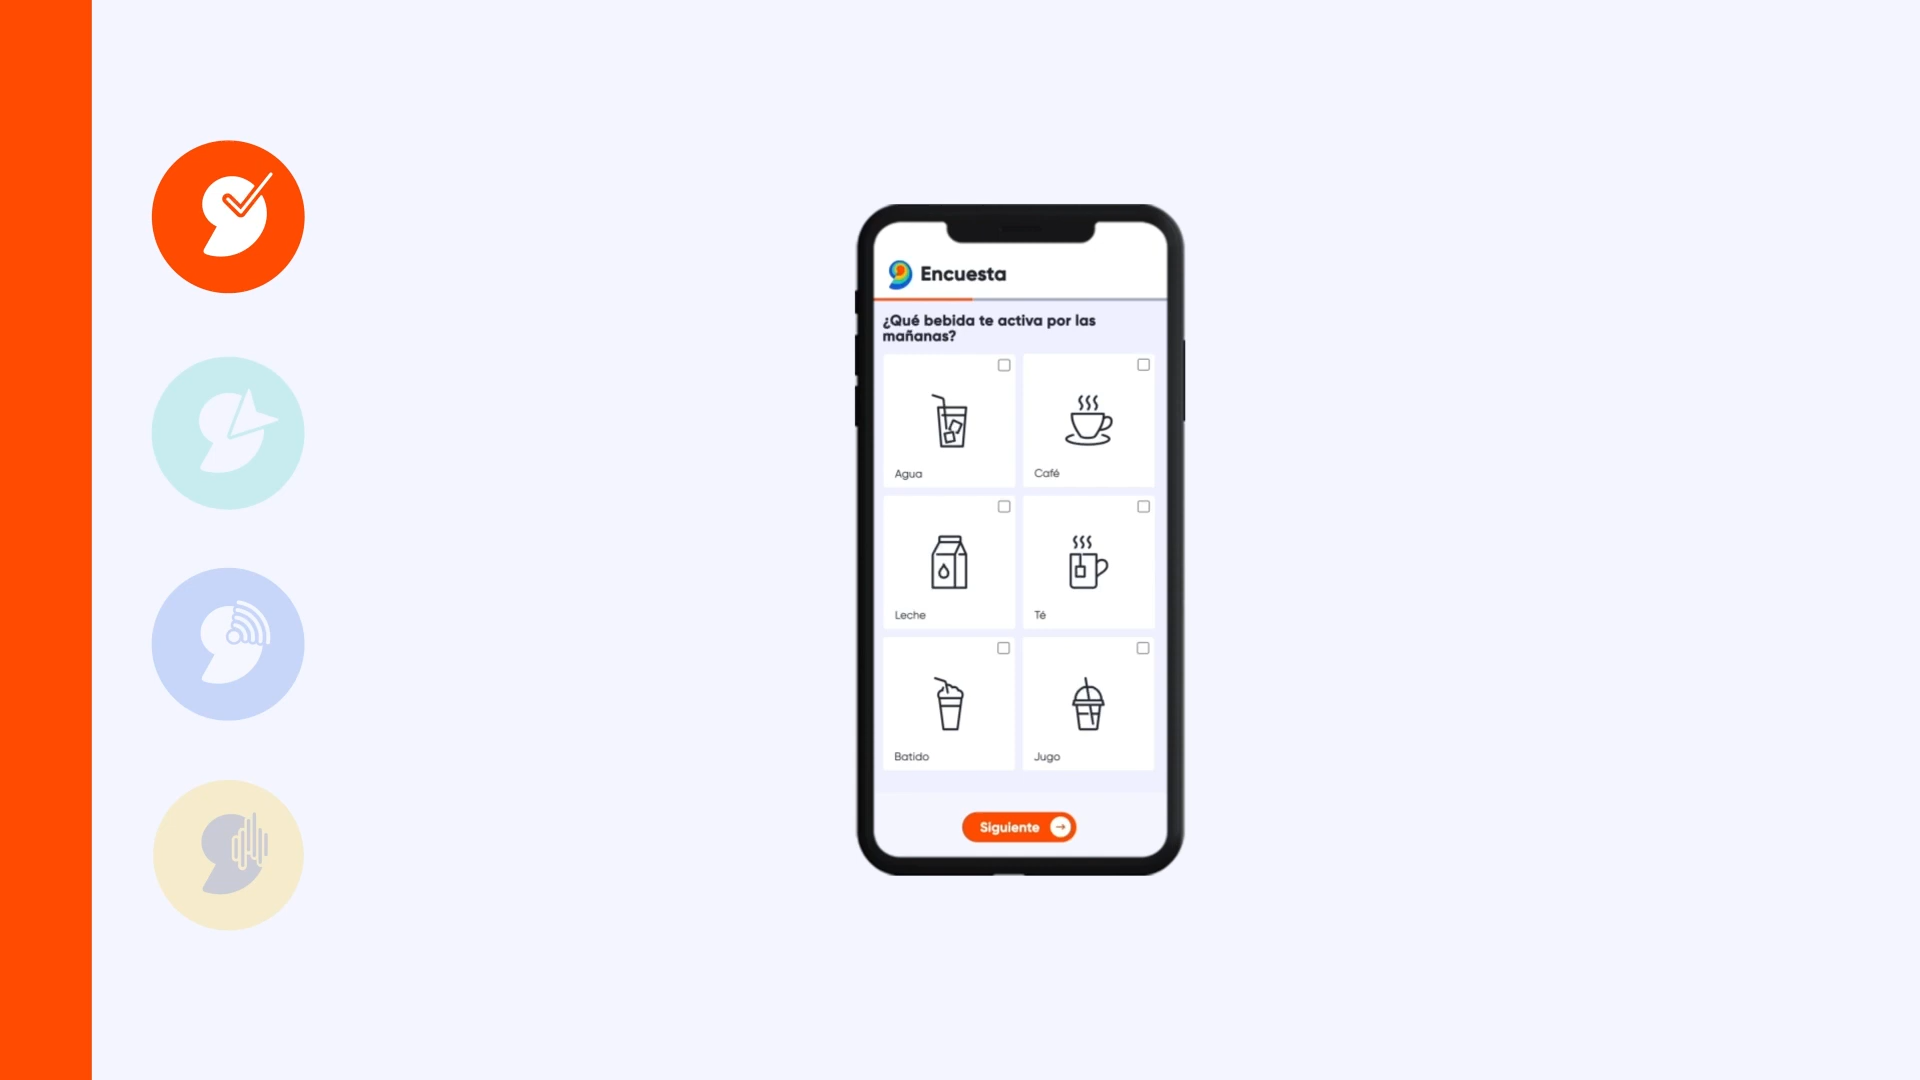 Encuesta
¿Qué bebida te activa por las
mañanas?
Agua
Café
Leche
Té
Batido
Jugo
Siguiente